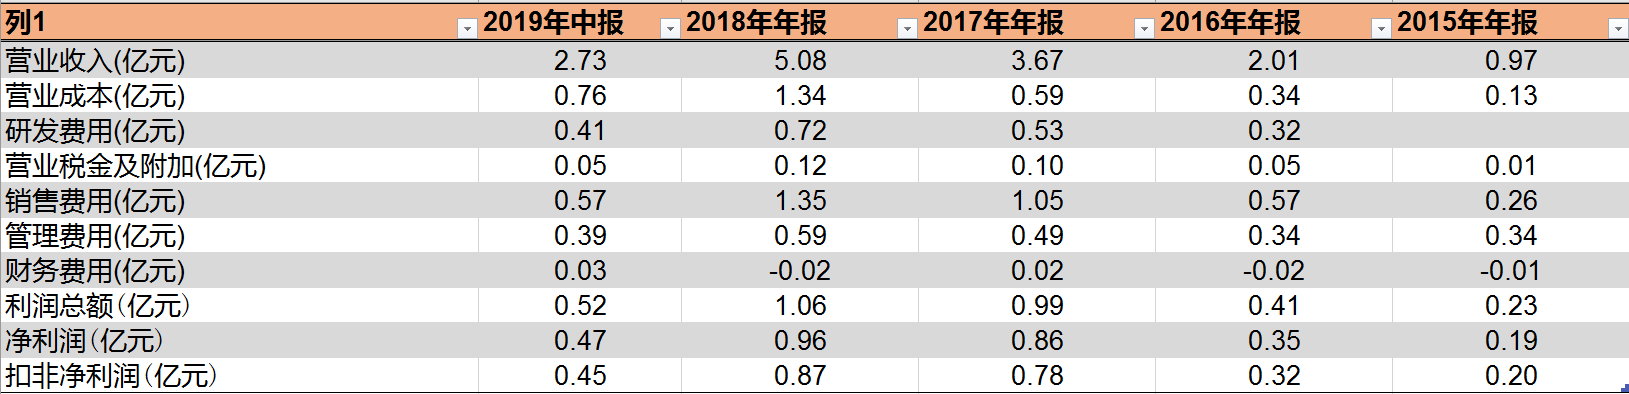 列1 2019年中报 2018年年报 2017年年报 2016年年报 2015年年报
营业收入(亿元) 2.73 5.08 3.67 2.01 0.97
营业成本(亿元) 0.76 1.34 0.59 0.34 0.13
研发费用(亿元) 0.41 0.72 0.53 0.32
营业税金及附加(亿元) 0.05 0.12 0.10 0.05 0.01
销售费用(亿元) 0.57 1.35 1.05 0.57 0.26
管理费用(亿元) 0.39 0.59 0.49 0.34 0.34
财务费用(亿元) 0.03 -0.02 0.02 -0.02 -0.01
利润总额（亿元） 0.52 1.06 0.99 0.41 0.23
净利润（亿元） 0.47 0.96 0.86 0.35 0.19
扣非净利润（亿元） 0.45 0.87 0.78 0.32 0.20